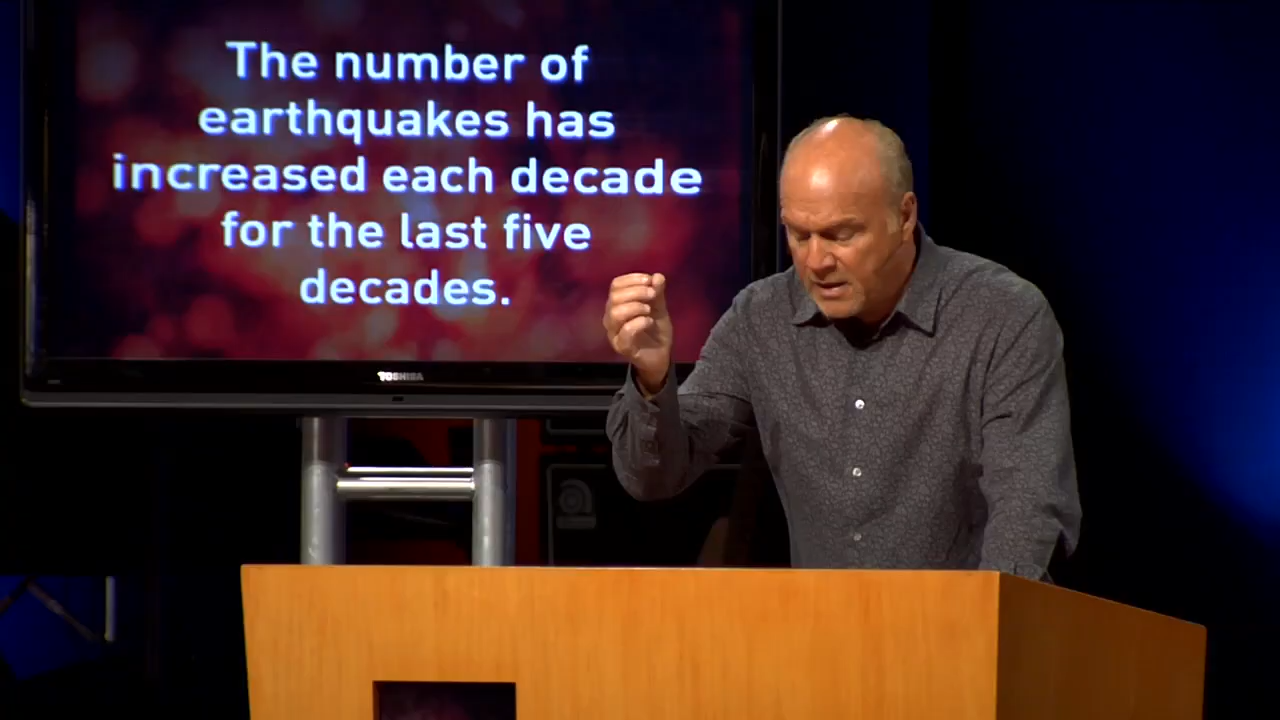 The number of
earthquakes has
increased each decade
for the last five
decades.
TOSHIBA